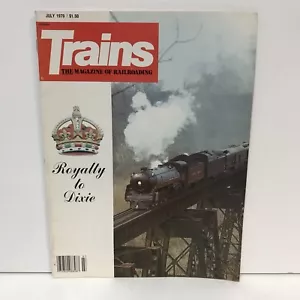 JULY 1979 | $1.50
Trains
THE MAGAZINE OF RAILROADING
Royalty
to
Dixie